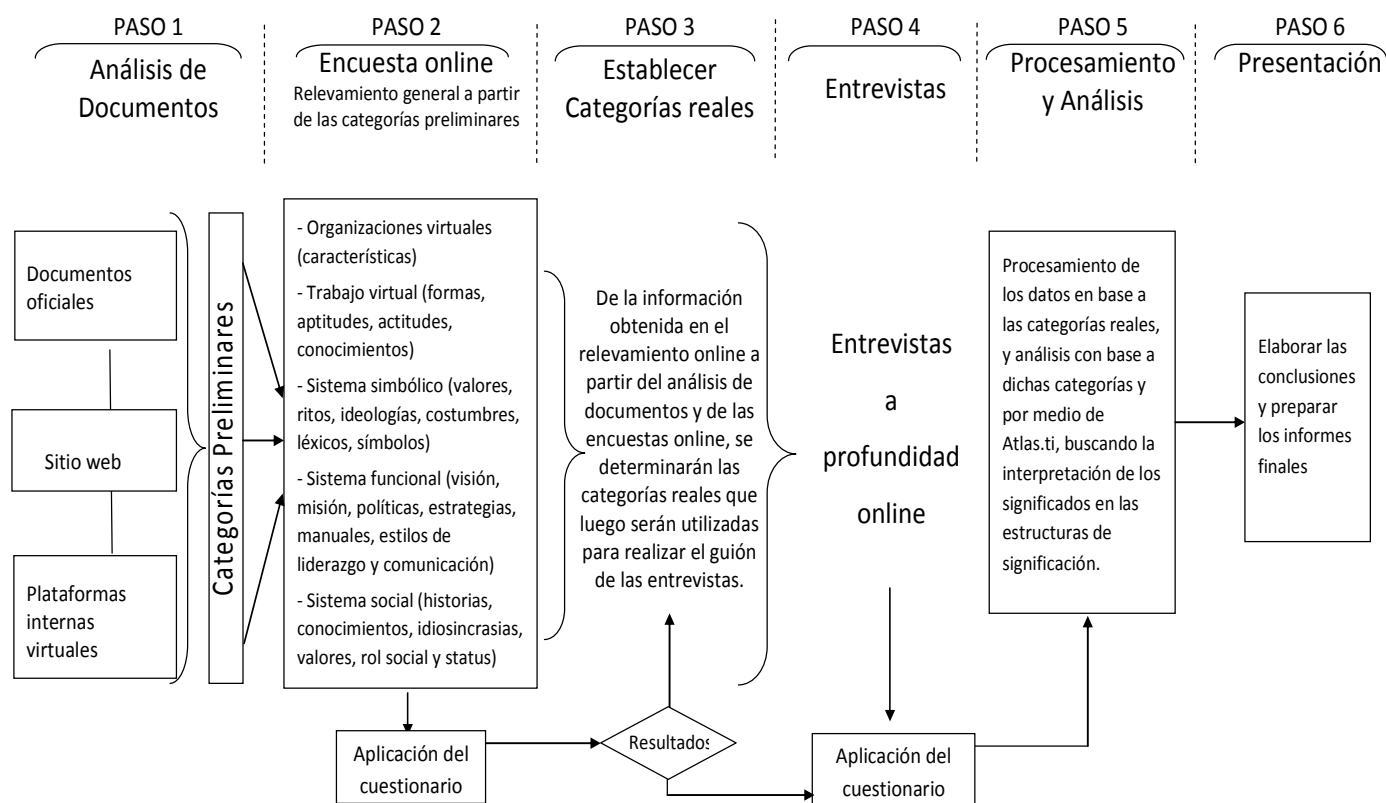 PASO 1
Análisis de
Documentos
PASO 2
Encuesta online
Relevamiento general a partir
de las categorías preliminares
PASO 3
Establecer
Categorías reales
PASO 4
Entrevistas
PASO 5
Procesamiento
y Análisis
PASO 6
Presentación
Documentos
oficiales
Sitio web
Plataformas
internas
virtuales
Categorías Preliminares
- Organizaciones virtuales
(características)
- Trabajo virtual (formas,
aptitudes, actitudes,
conocimientos)
- Sistema simbólico (valores,
ritos, ideologías, costumbres,
léxicos, símbolos)
- Sistema funcional (visión,
misión, políticas, estrategias,
manuales, estilos de
liderazgo y comunicación)
- Sistema social (historias,
conocimientos, idiosincrasias,
valores, rol social y status)
Aplicación del
cuestionario
De la información
obtenida en el
relevamiento online a
partir del análisis de
documentos y de las
encuestas online, se
determinarán las
categorías reales que
luego serán utilizadas
para realizar el guión
de las entrevistas.
Resultados
Entrevistas
a
profundidad
online
Aplicación del
cuestionario
Procesamiento de
los datos en base a
las categorías reales,
y análisis con base a
dichas categorías y
por medio de
Atlas.ti, buscando la
interpretación de los
significados en las
estructuras de
significación.
Elaborar las
conclusiones
y preparar
los informes
finales